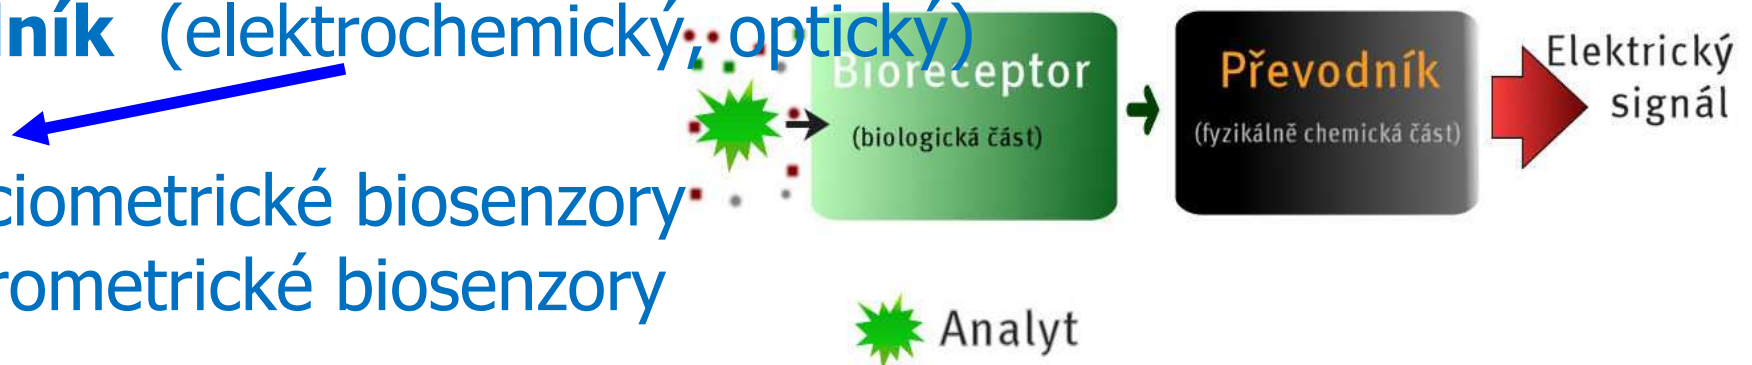 ník (elektrochemický, optický)
ciometrické biosenzory
rometrické biosenzory
Bioreceptor
(biologická část)
Převodník
(fyzikálně chemická část)
Elektrický
signál
Analyt